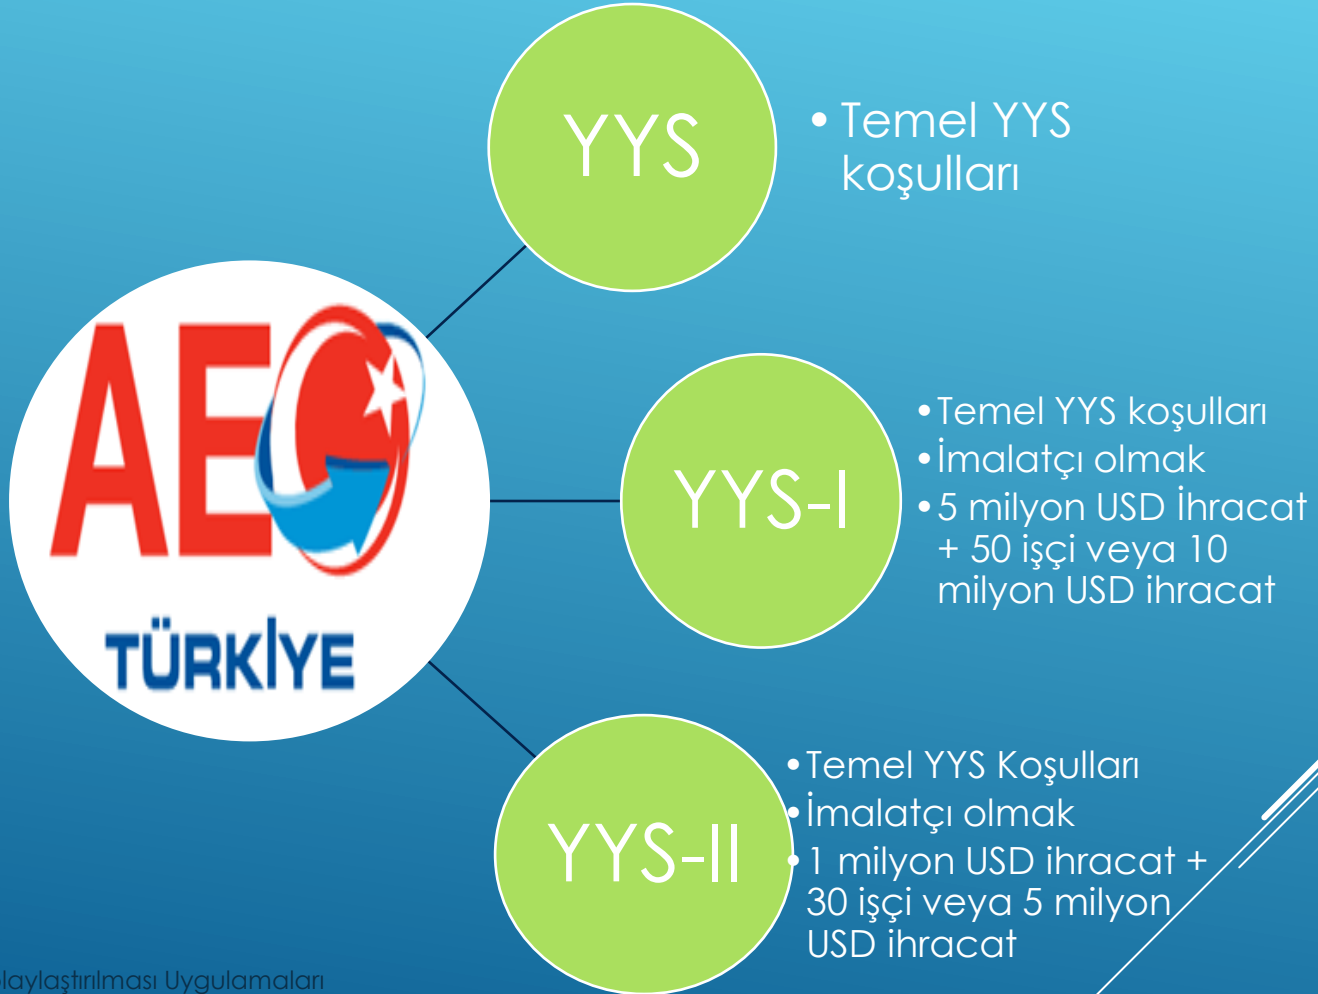 YYS
• Temel YYS
koşulları
AEO
TÜRKİYE
YYS-I
• Temel YYS koşulları
• İmalatçı olmak
• 5 milyon USD İhracat
+ 50 işçi veya 10
milyon USD ihracat
YYS-II
• Temel YYS Koşulları
• İmalatçı olmak
• 1 milyon USD ihracat +
30 işçi veya 5 milyon
USD ihracat
olaylaştırılması Uygulamaları